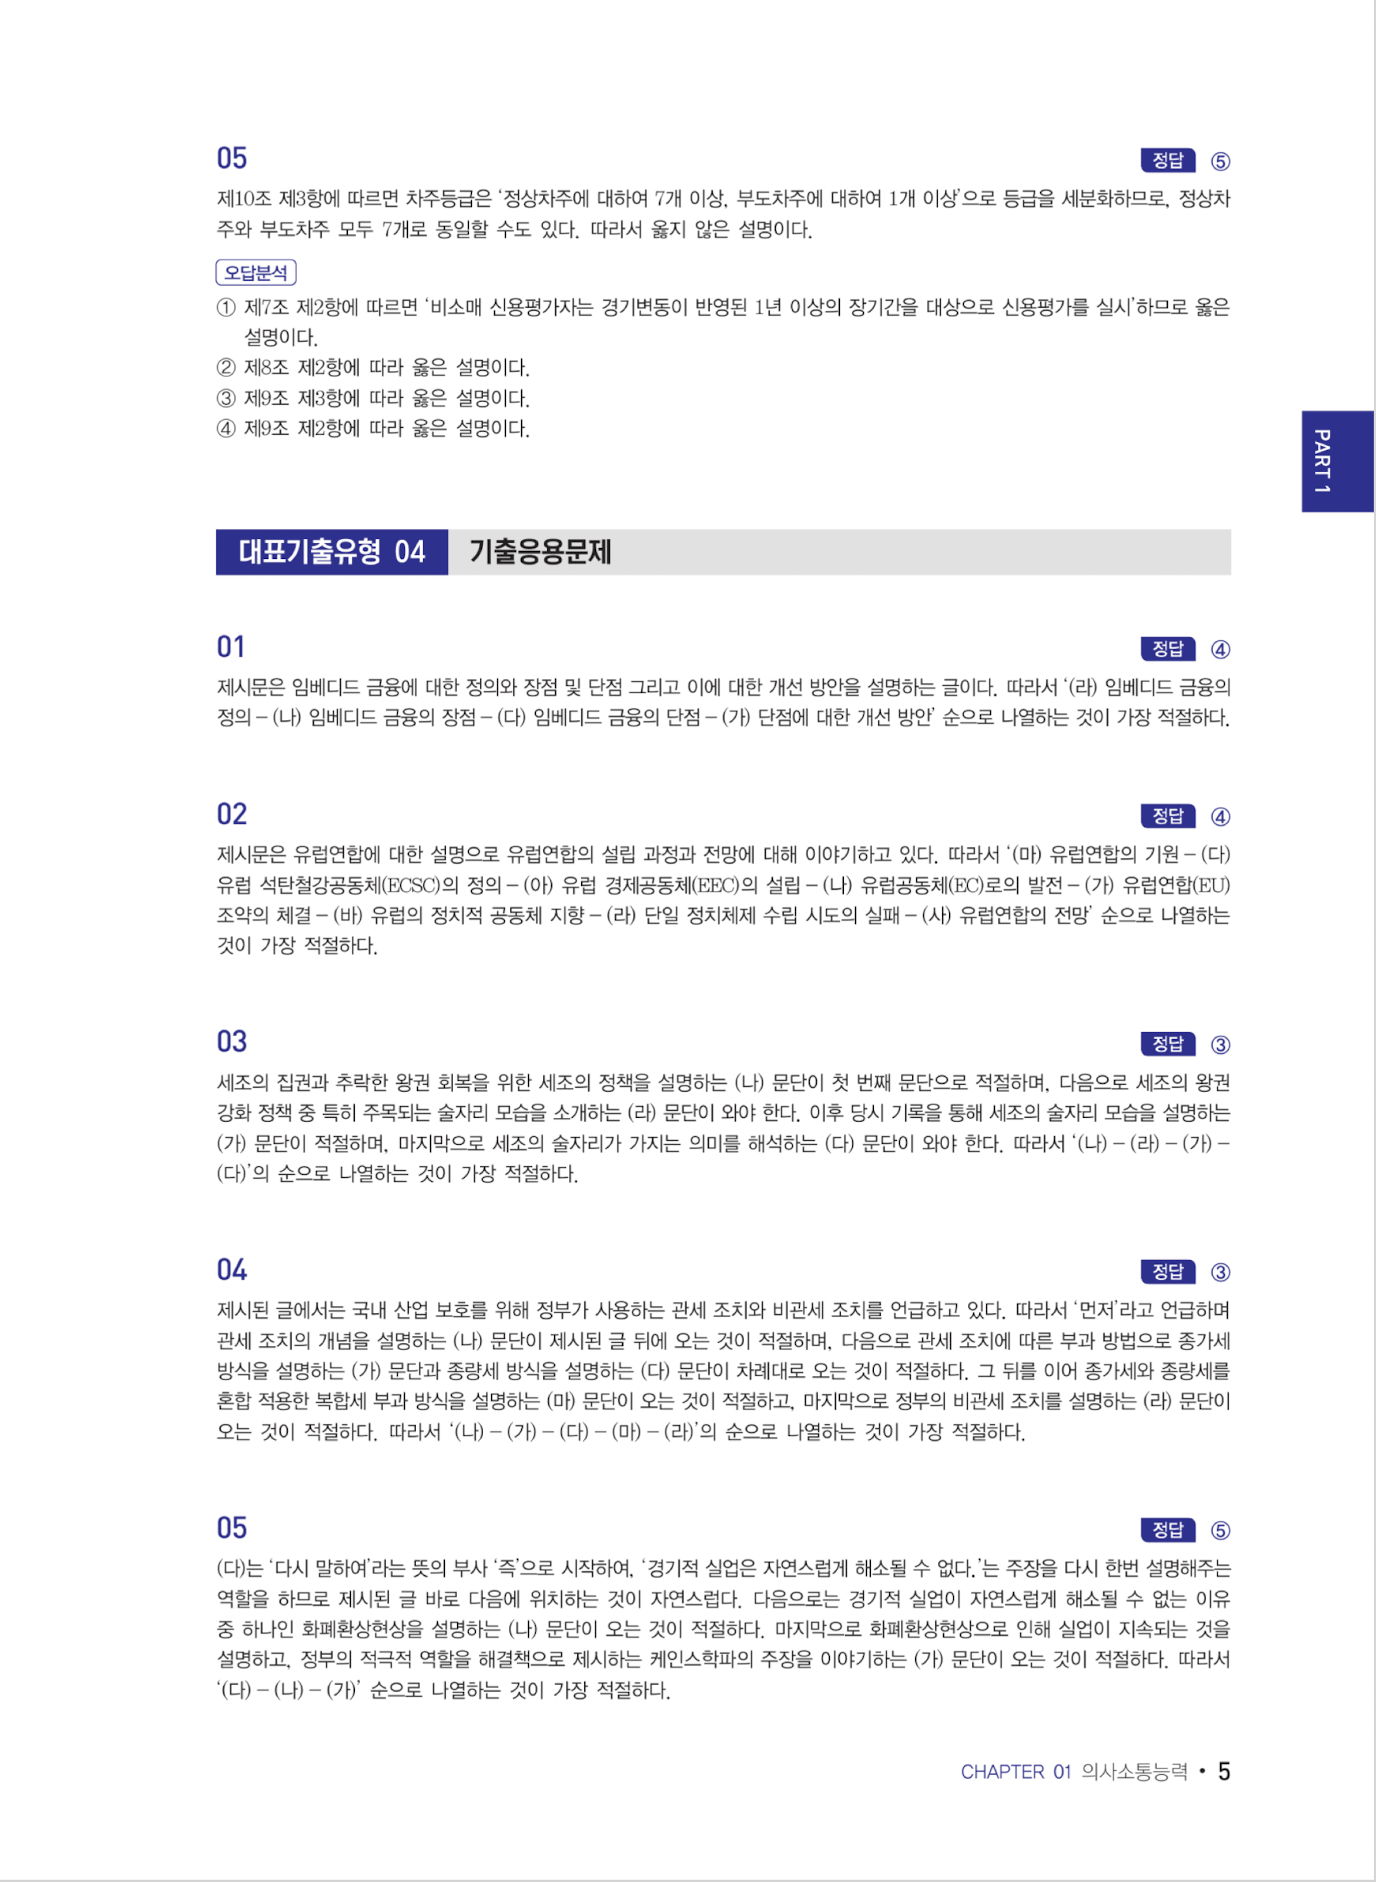 05
정답 ⑤
제10조 제3항에 따르면 차주등급은 ‘정상차주에 대하여 7개 이상, 부도차주에 대하여 1개 이상’으로 등급을 세분화하므로, 정상차
주와 부도차주 모두 7개로 동일할 수도 있다. 따라서 옳지 않은 설명이다.
오답분석
① 제7조 제2항에 따르면 ‘비소매 신용평가자는 경기변동이 반영된 1년 이상의 장기간을 대상으로 신용평가를 실시’하므로 옳은
설명이다.
② 제8조 제2항에 따라 옳은 설명이다.
③ 제9조 제3항에 따라 옳은 설명이다.
④ 제9조 제2항에 따라 옳은 설명이다.
PART 1
대표기출유형 04 기출응용문제
01
정답 ④
제시문은 임베디드 금융에 대한 정의와 장점 및 단점 그리고 이에 대한 개선 방안을 설명하는 글이다. 따라서 ‘(라) 임베디드 금융의
정의 – (나) 임베디드 금융의 장점 – (다) 임베디드 금융의 단점 – (가) 단점에 대한 개선 방안’ 순으로 나열하는 것이 가장 적절하다.
02
정답 ④
제시문은 유럽연합에 대한 설명으로 유럽연합의 설립 과정과 전망에 대해 이야기하고 있다. 따라서 ‘(마) 유럽연합의 기원 – (다)
유럽 석탄철강공동체(ECSC)의 정의 – (아) 유럽 경제공동체(EEC)의 설립 – (나) 유럽공동체(EC)로의 발전 – (가) 유럽연합(EU)
조약의 체결 – (바) 유럽의 정치적 공동체 지향 – (라) 단일 정치체제 수립 시도의 실패 – (사) 유럽연합의 전망’ 순으로 나열하는
것이 가장 적절하다.
03
정답 ③
세조의 집권과 추락한 왕권 회복을 위한 세조의 정책을 설명하는 (나) 문단이 첫 번째 문단으로 적절하며, 다음으로 세조의 왕권
강화 정책 중 특히 주목되는 술자리 모습을 소개하는 (라) 문단이 와야 한다. 이후 당시 기록을 통해 세조의 술자리 모습을 설명하는
(가) 문단이 적절하며, 마지막으로 세조의 술자리가 가지는 의미를 해석하는 (다) 문단이 와야 한다. 따라서 ‘(나) – (라) – (가) –
(다)’의 순으로 나열하는 것이 가장 적절하다.
04
정답 ③
제시된 글에서는 국내 산업 보호를 위해 정부가 사용하는 관세 조치와 비관세 조치를 언급하고 있다. 따라서 ‘먼저’라고 언급하며
관세 조치의 개념을 설명하는 (나) 문단이 제시된 글 뒤에 오는 것이 적절하며, 다음으로 관세 조치에 따른 부과 방법으로 종가세
방식을 설명하는 (가) 문단과 종량세 방식을 설명하는 (다) 문단이 차례대로 오는 것이 적절하다. 그 뒤를 이어 종가세와 종량세를
혼합 적용한 복합세 부과 방식을 설명하는 (마) 문단이 오는 것이 적절하고, 마지막으로 정부의 비관세 조치를 설명하는 (라) 문단이
오는 것이 적절하다. 따라서 ‘(나) – (가) – (다) – (마) – (라)’의 순으로 나열하는 것이 가장 적절하다.
05
정답 ⑤
(다)는 ‘다시 말하여’라는 뜻의 부사 ‘즉’으로 시작하여, ‘경기적 실업은 자연스럽게 해소될 수 없다.’는 주장을 다시 한번 설명해주는
역할을 하므로 제시된 글 바로 다음에 위치하는 것이 자연스럽다. 다음으로는 경기적 실업이 자연스럽게 해소될 수 없는 이유
중 하나인 화폐환상현상을 설명하는 (나) 문단이 오는 것이 적절하다. 마지막으로 화폐환상현상으로 인해 실업이 지속되는 것을
설명하고, 정부의 적극적 역할을 해결책으로 제시하는 케인스학파의 주장을 이야기하는 (가) 문단이 오는 것이 적절하다. 따라서
‘(다) – (나) – (가)’ 순으로 나열하는 것이 가장 적절하다.
CHAPTER 01 의사소통능력 • 5